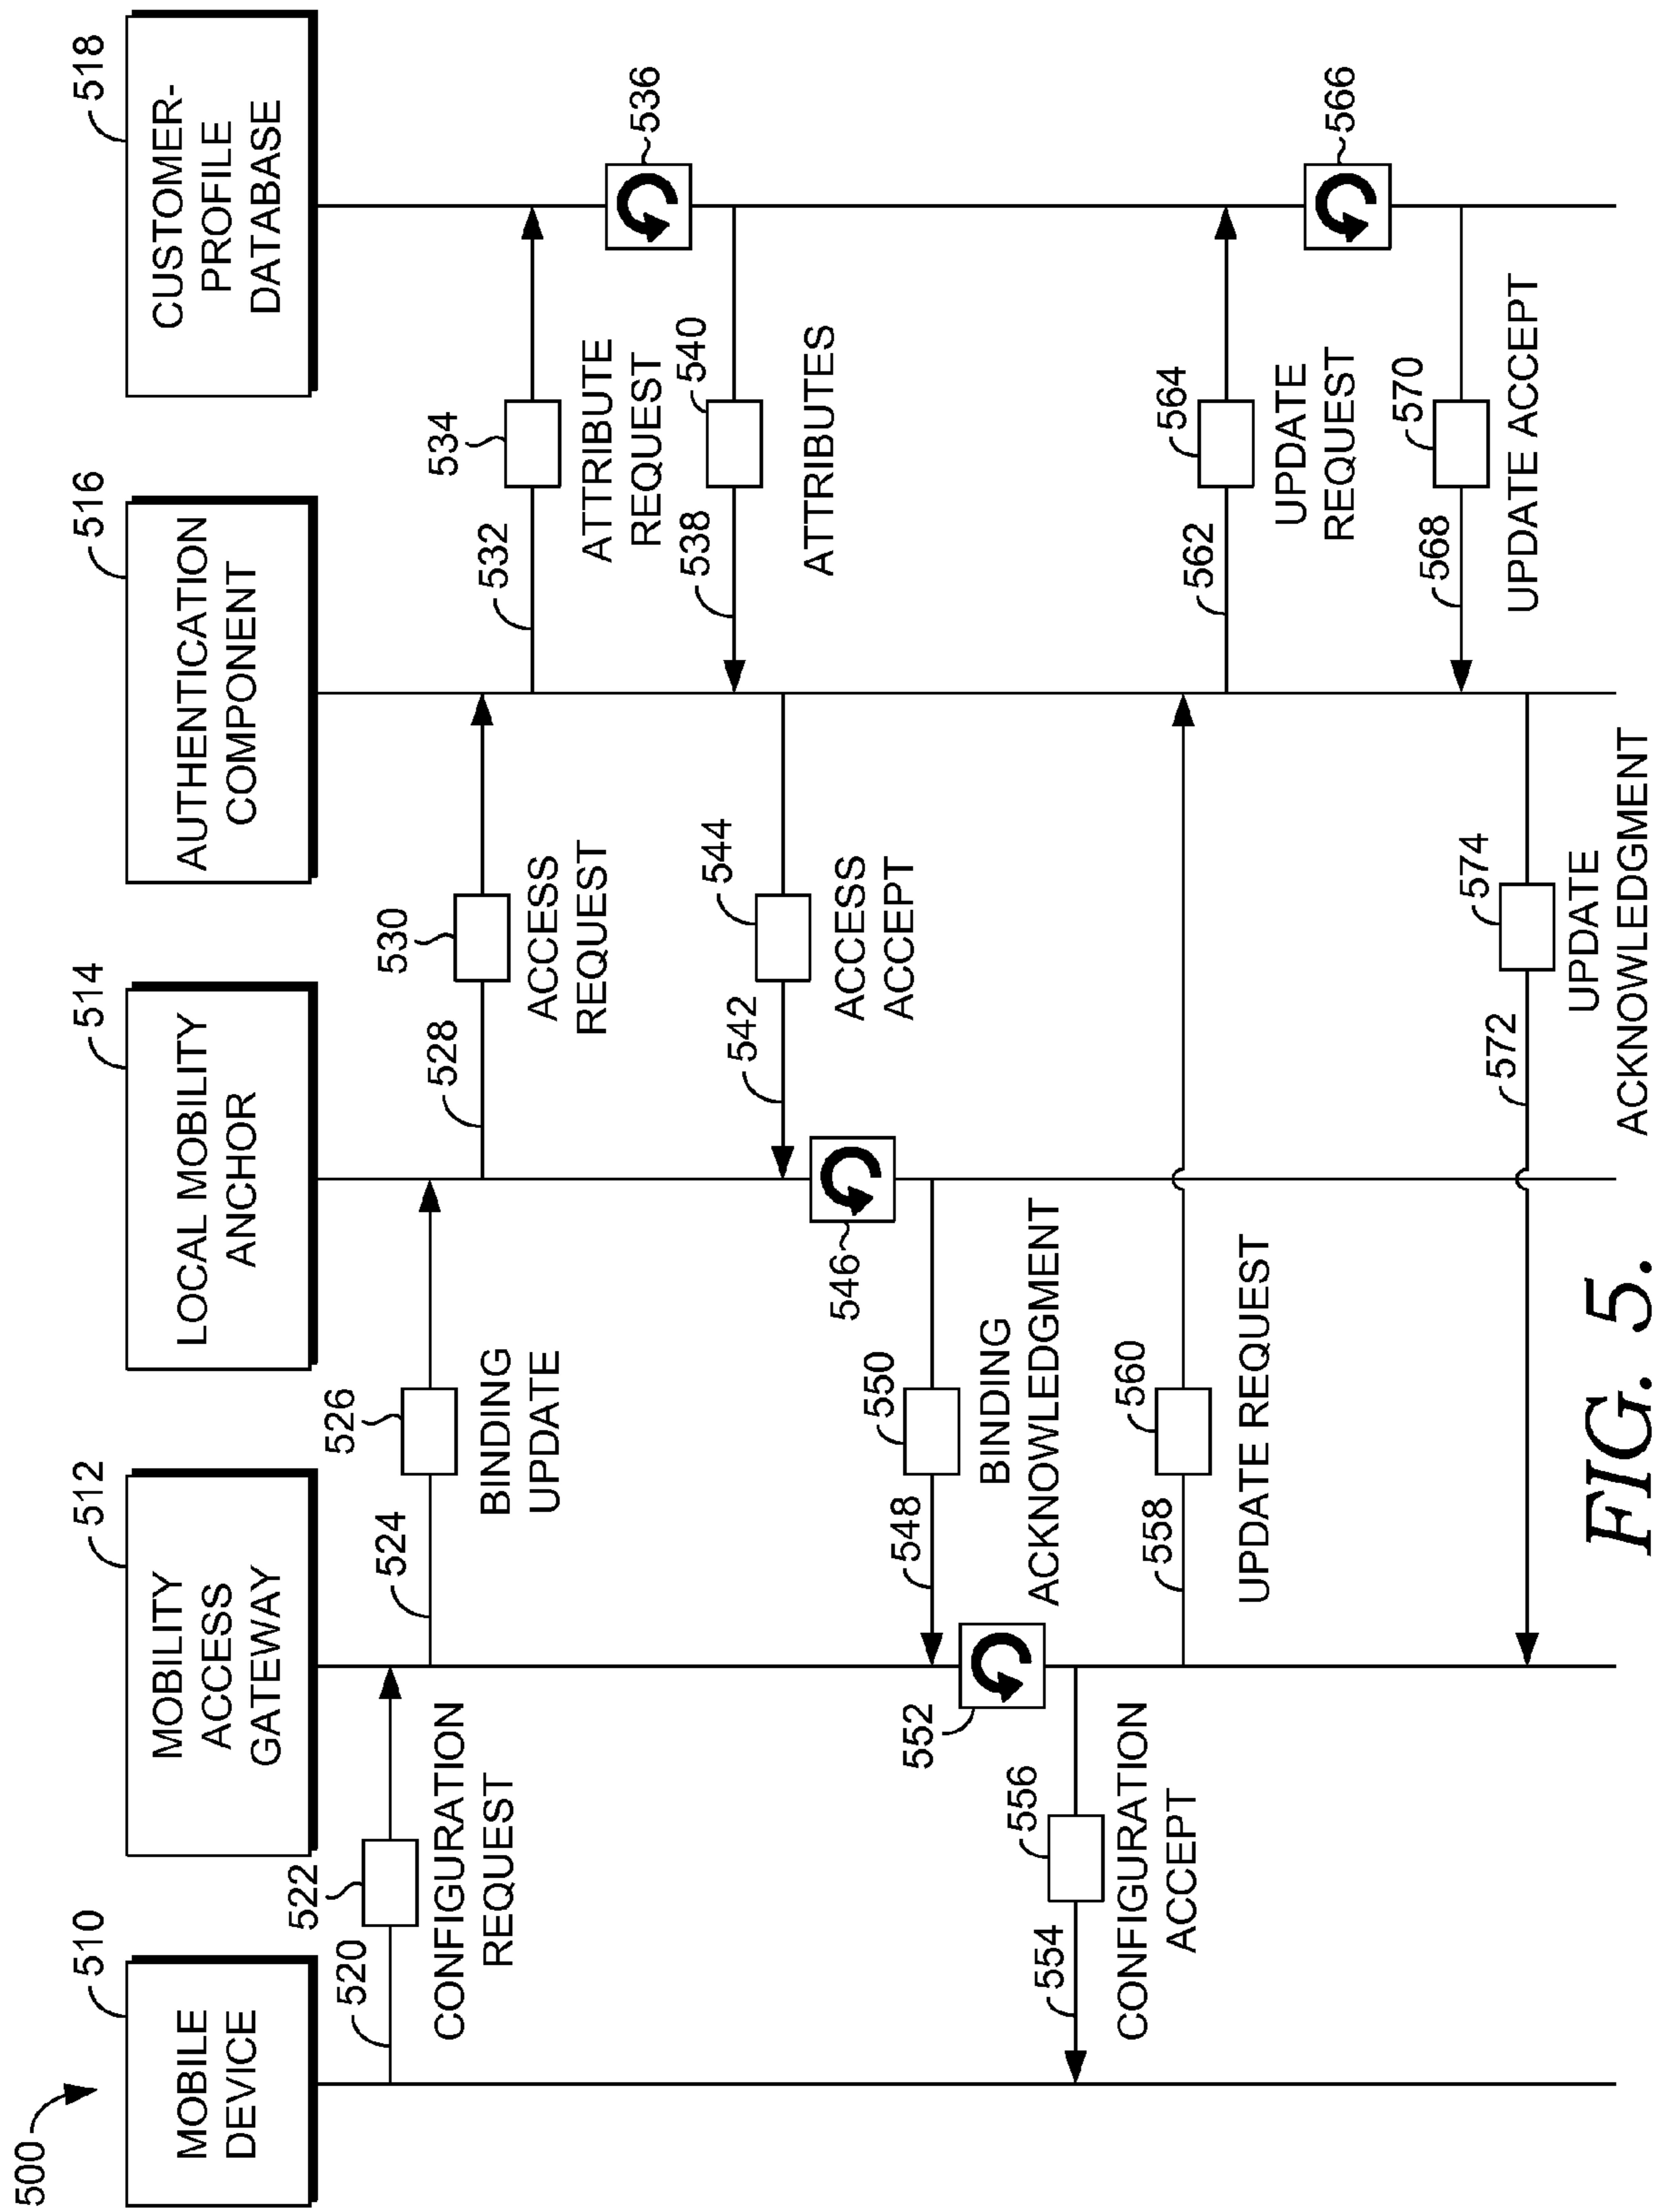 500
510
MOBILE
DEVICE
512
MOBILITY
ACCESS
GATEWAY
514
LOCAL MOBILITY
ANCHOR
516
AUTHENTICATION
COMPONENT
518
CUSTOMER-
PROFILE
DATABASE
520
522
CONFIGURATION
REQUEST
524
526
BINDING
UPDATE
528
530
ACCESS
REQUEST
532
534
ATTRIBUTE
REQUEST
536
538
540
ATTRIBUTES
542
544
ACCESS
ACCEPT
546
548
550
BINDING
ACKNOWLEDGMENT
552
554
556
CONFIGURATION
ACCEPT
558
560
UPDATE REQUEST
562
564
UPDATE
REQUEST
566
568
570
UPDATE ACCEPT
572
574
UPDATE
ACKNOWLEDGMENT
FIG. 5.